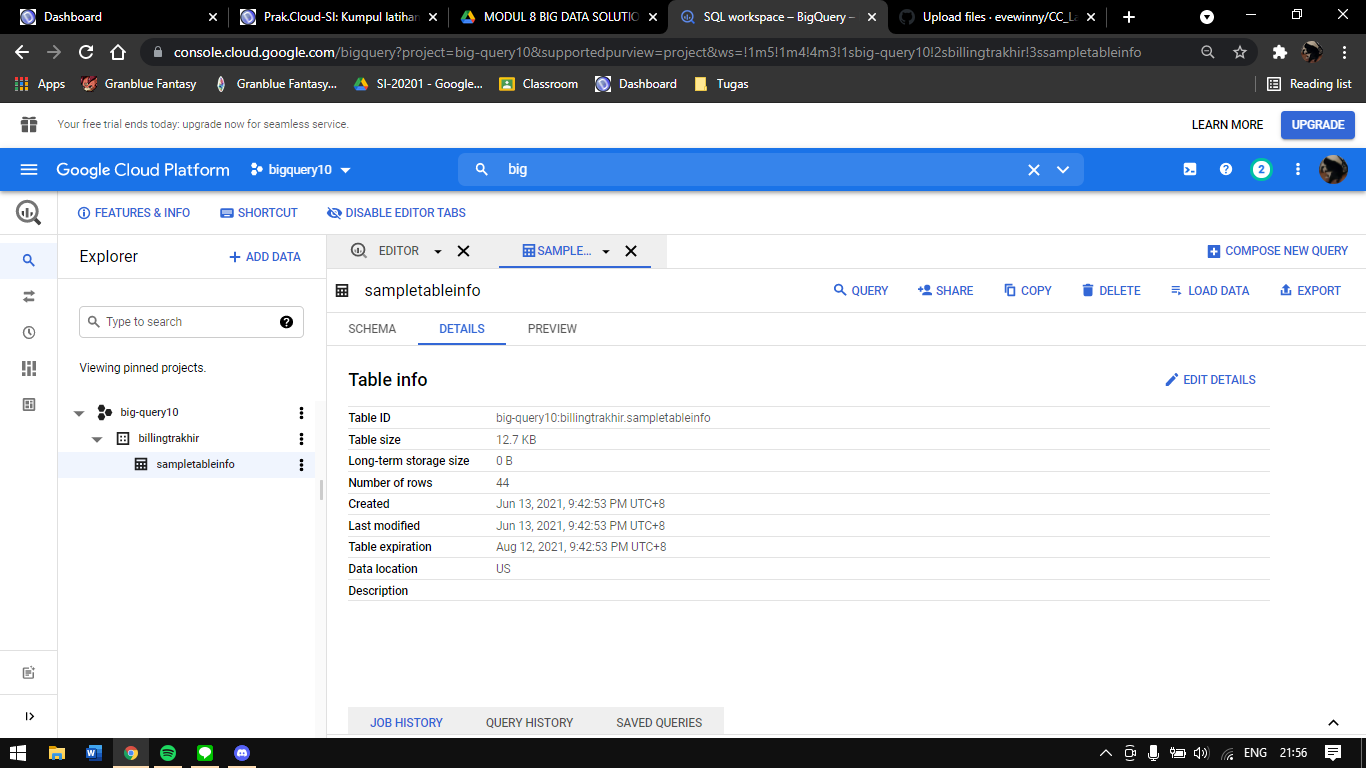 Dashboard
Prak.Cloud-SI: Kumpul latihan
MODUL 8 BIG DATA SOLUTIO
SQL workspace – BigQuery –
Upload files · evewinny/CC_La
console.cloud.google.com/bigquery?project=big-query10&supportedpurview=project&ws=!1m5!1m4!4m3!1sbig-query10!2sbillingtrakhir!3ssampletableinfo
Apps Granblue Fantasy Granblue Fantasy... SI-20201 - Google... Classroom Dashboard Tugas Reading list
Your free trial ends today: upgrade now for seamless service. LEARN MORE UPGRADE
Google Cloud Platform bigquery10 big 2
FEATURES & INFO SHORTCUT DISABLE EDITOR TABS
Explorer + ADD DATA
EDITOR SAMPLE... COMPOSE NEW QUERY
sampletableinfo QUERY SHARE COPY DELETE LOAD DATA EXPORT
Type to search
SCHEMA DETAILS PREVIEW
Viewing pinned projects.
big-query10
billingtrakhir
sampletableinfo
Table info EDIT DETAILS
Table ID big-query10:billingtrakhir.sampletableinfo
Table size 12.7 KB
Long-term storage size 0 B
Number of rows 44
Created Jun 13, 2021, 9:42:53 PM UTC+8
Last modified Jun 13, 2021, 9:42:53 PM UTC+8
Table expiration Aug 12, 2021, 9:42:53 PM UTC+8
Data location US
Description
JOB HISTORY QUERY HISTORY SAVED QUERIES
ENG 21:56